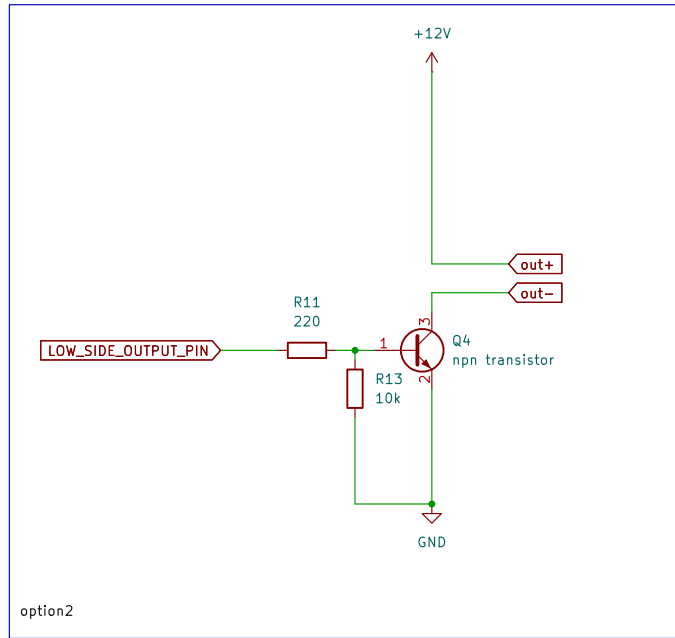 +12V
out+
out-
R11
220
LOW_SIDE_OUTPUT_PIN
1
3
Q4
npn transistor
2
R13
10k
GND
option2